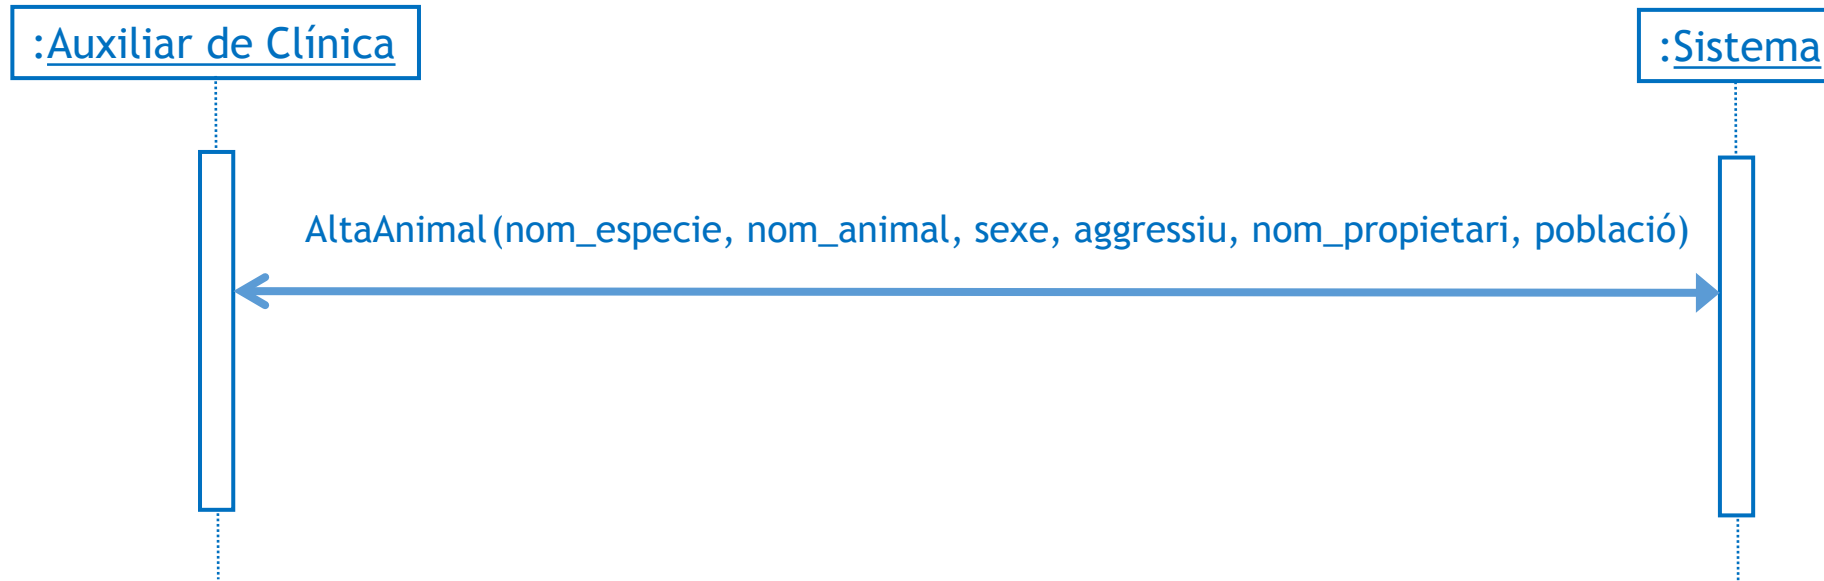 :Auxiliar de Clínica
:Sistema
AltaAnimal(nom_especie, nom_animal, sexe, aggressiu, nom_propietari, població)